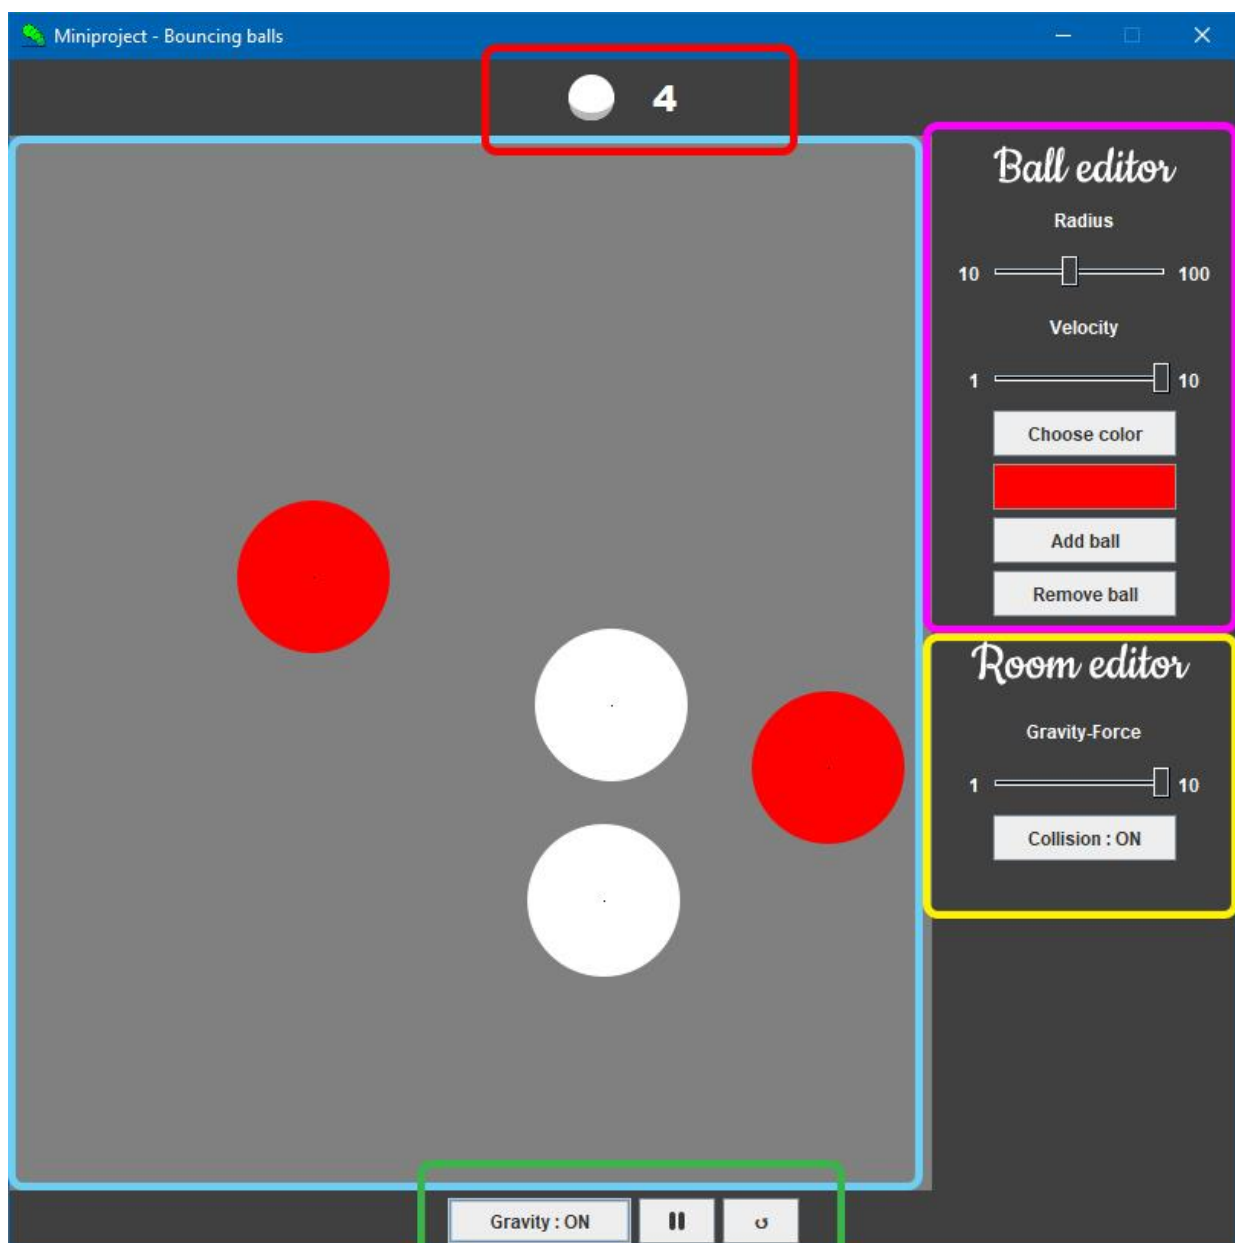 Miniproject - Bouncing balls
4
Ball editor
Radius
10 100
Velocity
1 10
Choose color
Add ball
Remove ball
Room editor
Gravity-Force
1 10
Collision : ON
Gravity : ON